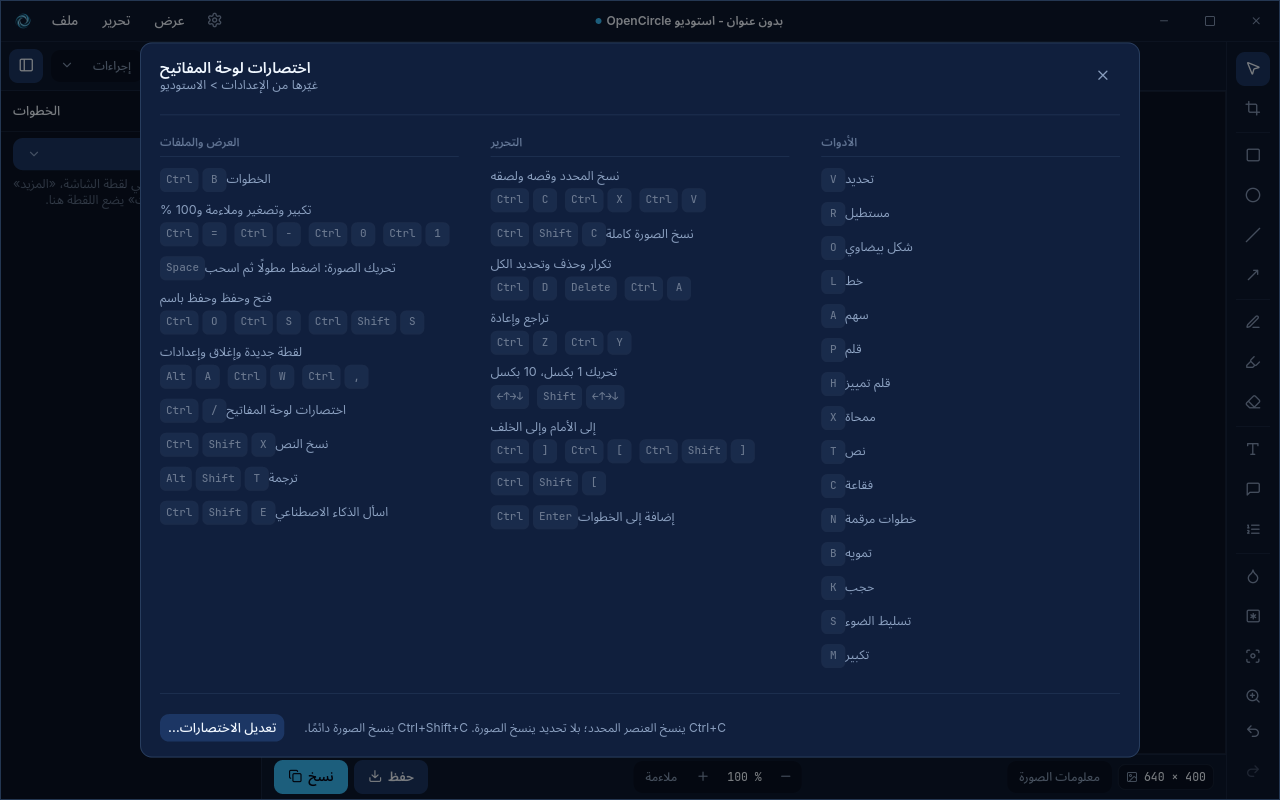 ملف تحرير عرض
بدون عنوان - استوديو OpenCircle
إجراءات
الخطوات
ي لقطة الشاشة، «المزيد»
‎» يضع اللقطة هنا.
اختصارات لوحة المفاتيح
غيّرها من الإعدادات > الاستوديو
الأدوات
تحديد V
مستطيل R
شكل بيضاوي O
خط L
سهم A
قلم P
قلم تمييز H
ممحاة X
نص T
فقاعة C
خطوات مرقمة N
تمويه B
حجب K
تسليط الضوء S
تكبير M
التحرير
نسخ المحدد وقصه ولصقه
Ctrl C Ctrl X Ctrl V
نسخ الصورة كاملة Ctrl Shift C
تكرار وحذف وتحديد الكل
Ctrl D Delete Ctrl A
تراجع وإعادة
Ctrl Z Ctrl Y
تحريك 1 بكسل، 10 بكسل
←↑→↓ Shift ←↑→↓
إلى الأمام وإلى الخلف
Ctrl ] Ctrl [ Ctrl Shift ]
Ctrl Shift [
إضافة إلى الخطوات Ctrl Enter
العرض والملفات
الخطوات Ctrl B
تكبير وتصغير وملاءمة و100 %
Ctrl = Ctrl - Ctrl 0 Ctrl 1
تحريك الصورة: اضغط مطولًا ثم اسحب Space
فتح وحفظ وحفظ باسم
Ctrl O Ctrl S Ctrl Shift S
لقطة جديدة وإغلاق وإعدادات
Alt A Ctrl W Ctrl ,
اختصارات لوحة المفاتيح Ctrl /
نسخ النص Ctrl Shift X
ترجمة Alt Shift T
اسأل الذكاء الاصطناعي Ctrl Shift E
Ctrl+C ينسخ العنصر المحدد؛ بلا تحديد ينسخ الصورة. Ctrl+Shift+C ينسخ الصورة دائمًا.
تعديل الاختصارات...
نسخ
حفظ
ملاءمة
100 %
معلومات الصورة
640 × 400